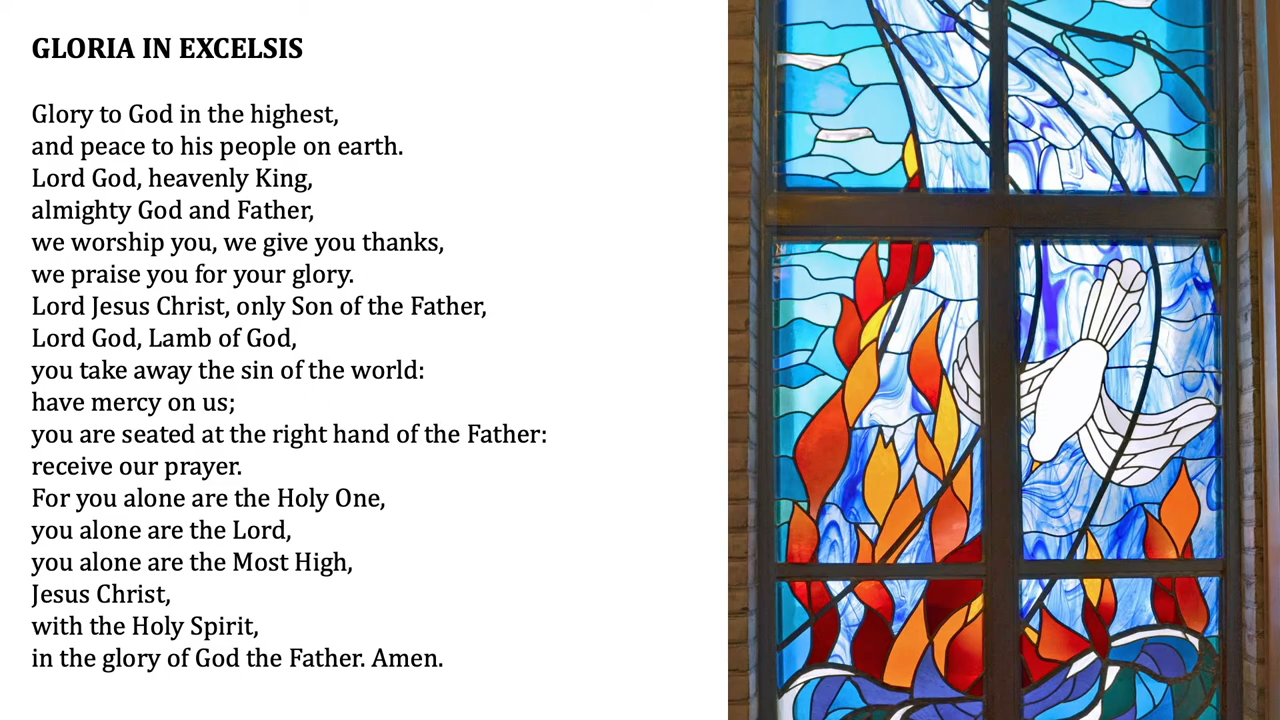 GLORIA IN EXCELSIS
Glory to God in the highest,
and peace to his people on earth.
Lord God, heavenly King,
almighty God and Father,
we worship you, we give you thanks,
we praise you for your glory.
Lord Jesus Christ, only Son of the Father,
Lord God, Lamb of God,
you take away the sin of the world:
have mercy on us;
you are seated at the right hand of the Father:
receive our prayer.
For you alone are the Holy One,
you alone are the Lord,
you alone are the Most High,
Jesus Christ,
with the Holy Spirit,
in the glory of God the Father. Amen.